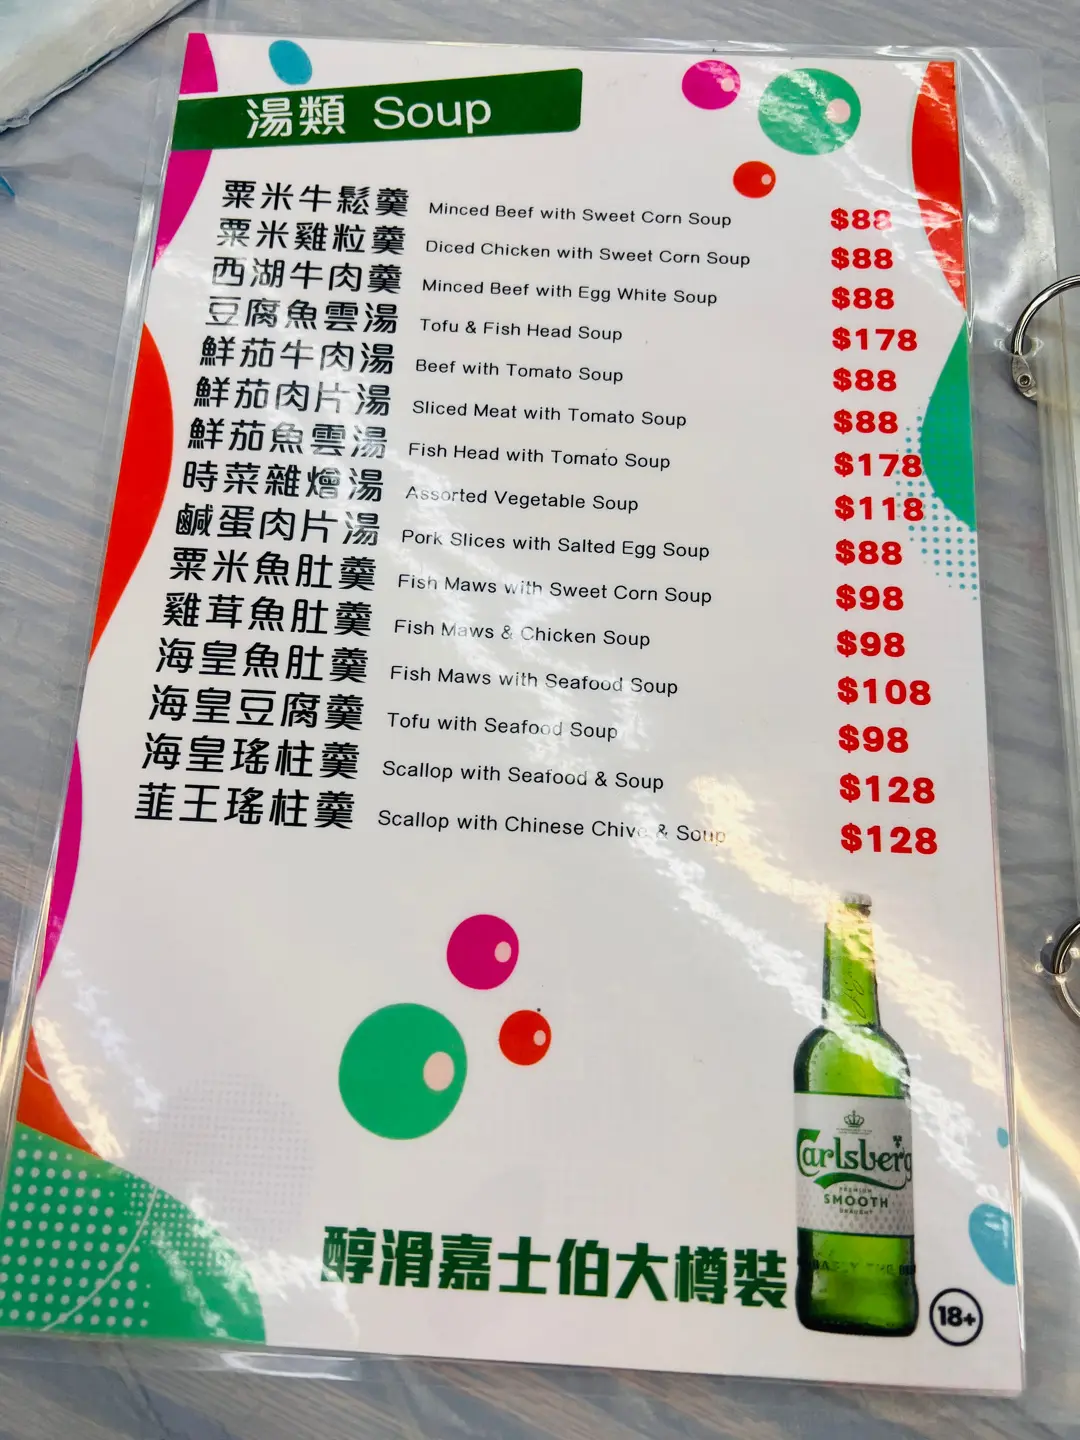 湯類 Soup
粟米牛鬆羹 Minced Beef with Sweet Corn Soup $88
粟米雞粒羹 Diced Chicken with Sweet Corn Soup $88
西湖牛肉羹 Minced Beef with Egg White Soup $88
豆腐魚雲湯 Tofu & Fish Head Soup $178
鮮茄牛肉湯 Beef with Tomato Soup $88
鮮茄肉片湯 Sliced Meat with Tomato Soup $88
鮮茄魚雲湯 Fish Head with Tomato Soup $178
時菜雜燴湯 Assorted Vegetable Soup $118
鹹蛋肉片湯 Pork Slices with Salted Egg Soup $88
粟米魚肚羹 Fish Maws with Sweet Corn Soup $98
雞茸魚肚羹 Fish Maws & Chicken Soup $98
海皇魚肚羹 Fish Maws with Seafood Soup $108
海皇豆腐羹 Tofu with Seafood Soup $98
海皇瑤柱羹 Scallop with Seafood & Soup $128
韮王瑤柱羹 Scallop with Chinese Chive & Soup $128
Carlsberg
PREMIUM
SMOOTH
DRAUGHT
醇滑嘉士伯大樽裝
18+